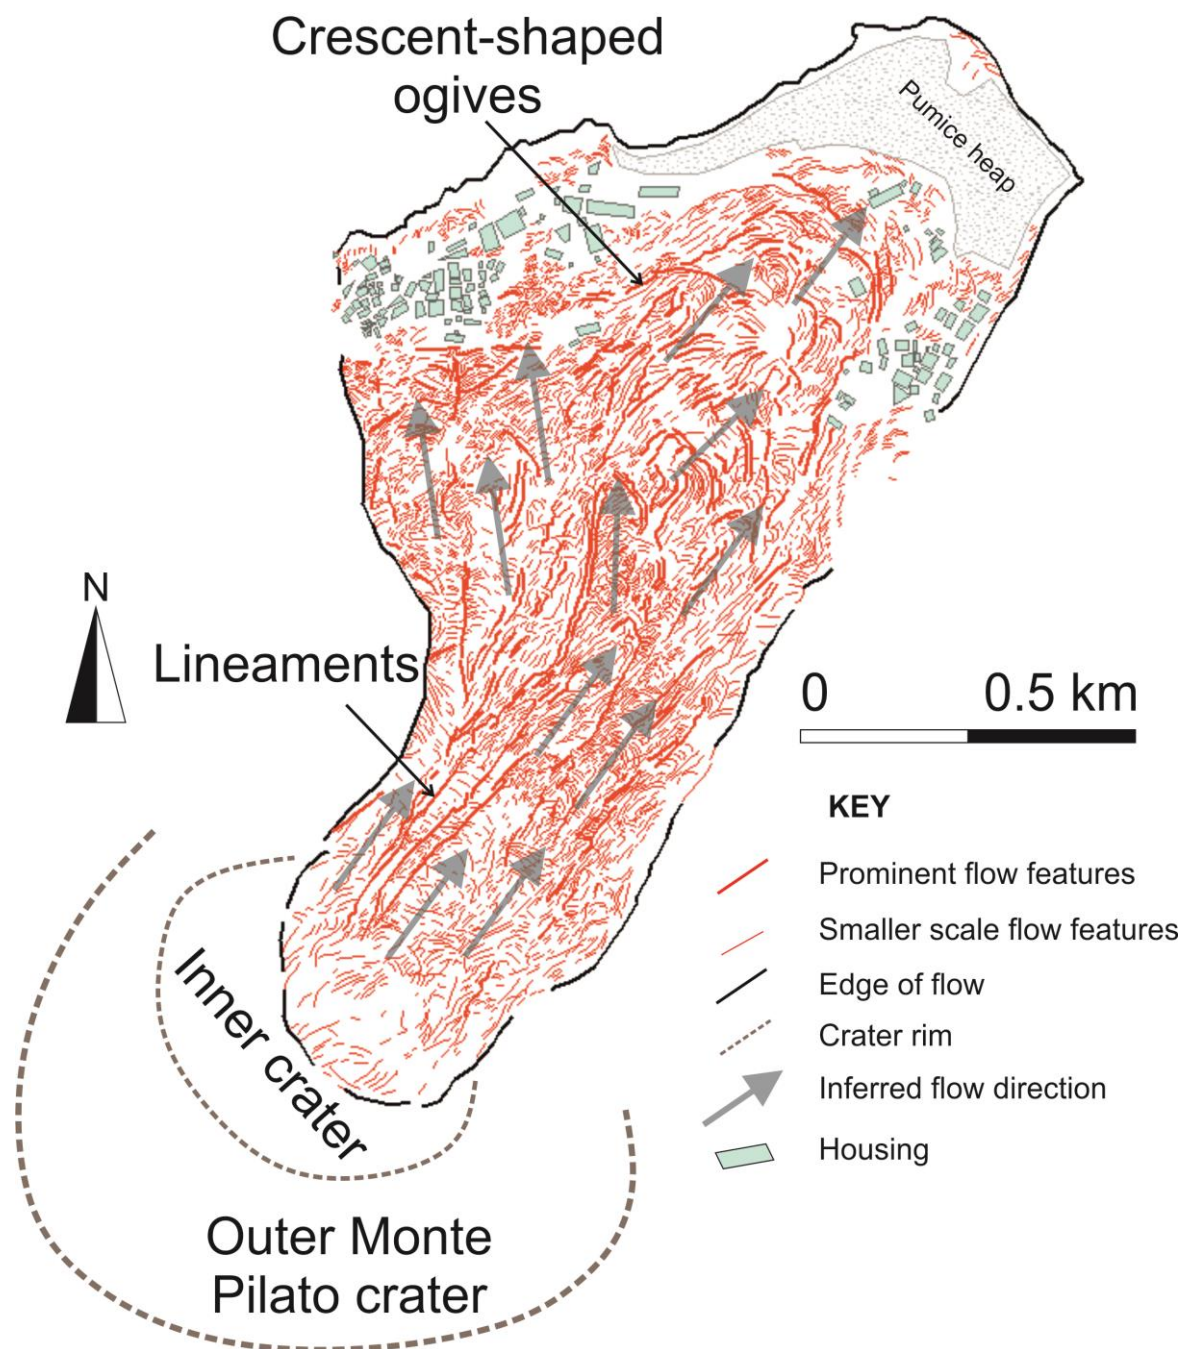 Crescent-shaped
ogives
Pumice heap
N
Lineaments
0 0.5 km
KEY
Prominent flow features
Smaller scale flow features
Edge of flow
Crater rim
Inferred flow direction
Housing
Inner crater
Outer Monte
Pilato crater